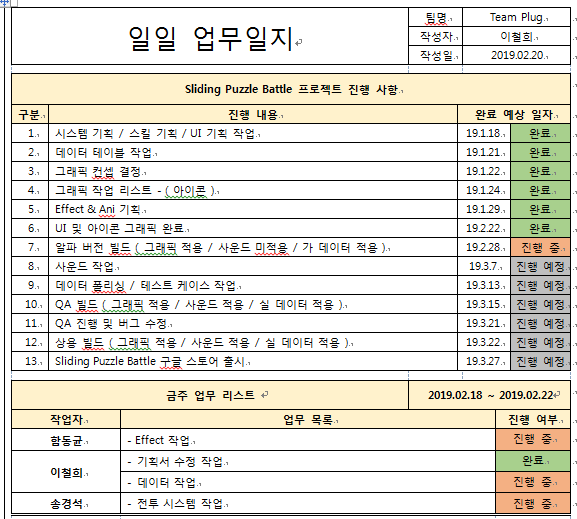 일일 업무일지
팀명 Team Plug
작성자 이철희
작성일 2019.02.20.
Sliding Puzzle Battle 프로젝트 진행 사항
구분 진행 내용 완료 예상 일자
1. 시스템 기획 / 스킬 기획 / UI 기획 작업 19.1.18. 완료
2. 데이터 테이블 작업 19.1.21. 완료
3. 그래픽 컨셉 결정 19.1.22. 완료
4. 그래픽 작업 리스트 - ( 아이콘 ) 19.1.24. 완료
5. Effect & Ani 기획 19.1.29. 완료
6. UI 및 아이콘 그래픽 완료 19.2.22. 완료
7. 알파 버전 빌드 ( 그래픽 적용 / 사운드 미적용 / 가 데이터 적용 ) 19.2.28. 진행 중
8. 사운드 작업 19.3.7. 진행 예정
9. 데이터 폴리싱 / 테스트 케이스 작업 19.3.13. 진행 예정
10. QA 빌드 ( 그래픽 적용 / 사운드 적용 / 실 데이터 적용 ) 19.3.15. 진행 예정
11. QA 진행 및 버그 수정 19.3.21. 진행 예정
12. 상용 빌드 ( 그래픽 적용 / 사운드 적용 / 실 데이터 적용 ) 19.3.22. 진행 예정
13. Sliding Puzzle Battle 구글 스토어 출시 19.3.27. 진행 예정
금주 업무 리스트 2019.02.18 ~ 2019.02.22
작업자 업무 목록 진행 여부
함동균 - Effect 작업 진행 중
이철희 - 기획서 수정 작업 완료
- 데이터 작업 진행 중
송경석 - 전투 시스템 작업 진행 중